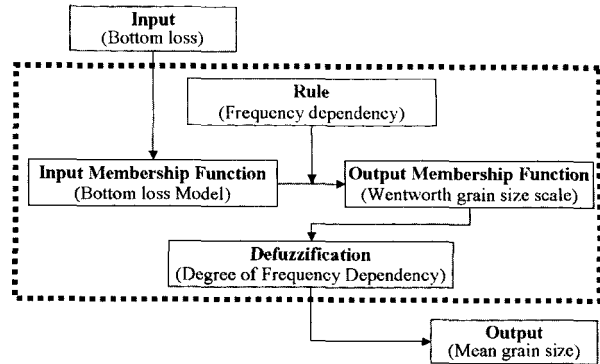 Input
(Bottom loss)
Rule
(Frequency dependency)
Input Membership Function
(Bottom loss Model)
Output Membership Function
(Wentworth grain size scale)
Defuzzification
(Degree of Frequency Dependency)
Output
(Mean grain size)